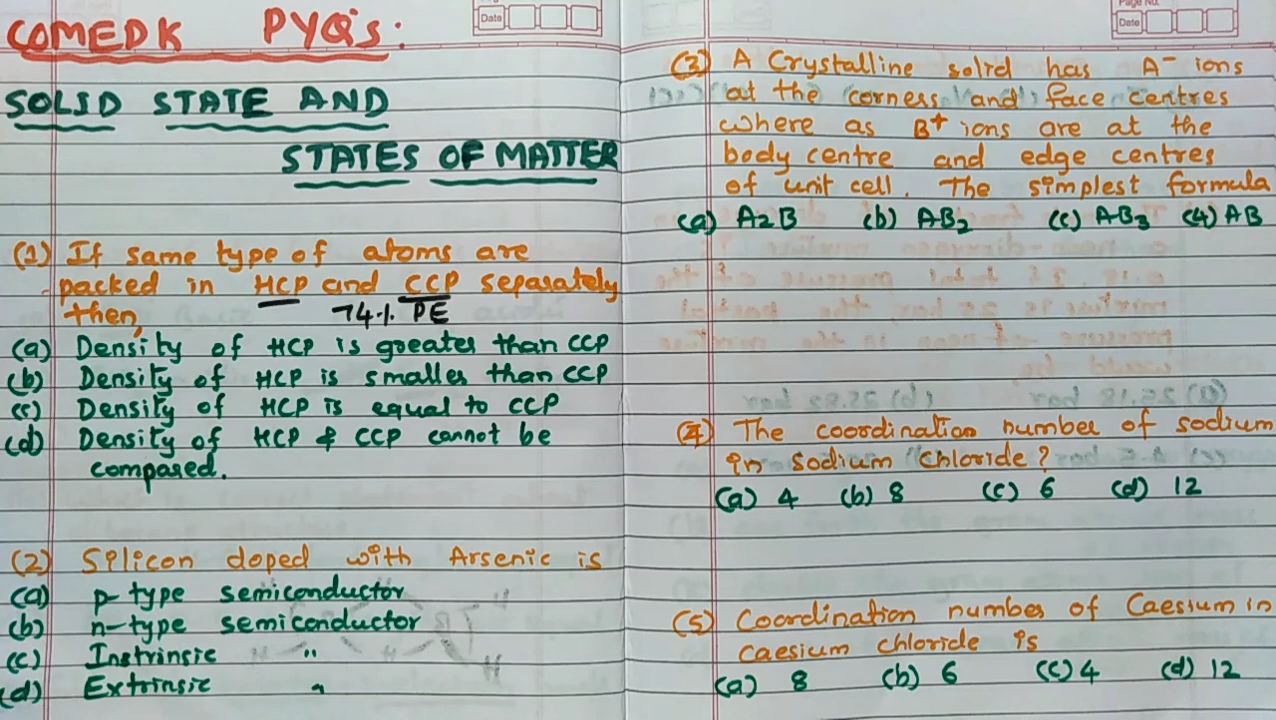 COMEDK PYQ's:
Date
SOLID STATE AND
STATES OF MATTER
(1) If same type of atoms are
packed in HCP and CCP separately
then, 74% PE
(a) Density of HCP is greater than CCP
(b) Density of HCP is smaller than CCP
(c) Density of HCP is equal to CCP
(d) Density of HCP & CCP cannot be
compared.
(2) Silicon doped with Arsenic is
(a) p-type semiconductor
(b) n-type semiconductor
(c) Instrinsic "
(d) Extrinsic "
Page No.
Date
(3) A Crystalline solid has A⁻ ions
at the corners and face centres
where as B⁺ ions are at the
body centre and edge centres
of unit cell. The simplest formula
(a) A₂B (b) AB₂ (c) AB₃ (4) AB
(4) The coordination number of sodium
in sodium chloride?
(a) 4 (b) 8 (c) 6 (d) 12
(5) Coordination number of Caesium in
caesium chloride is
(a) 8 (b) 6 (c) 4 (d) 12